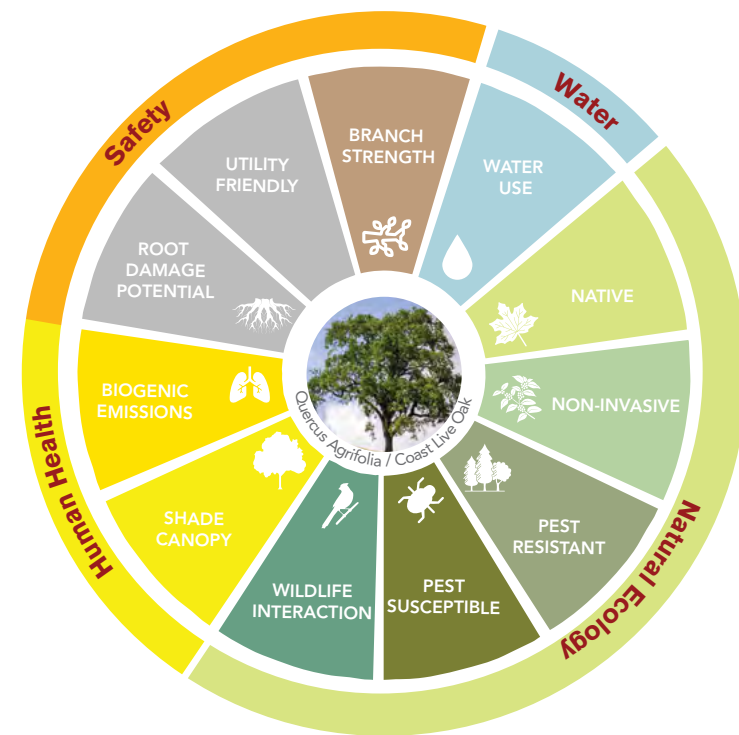 Safety
Water
Human Health
Natural Ecology
BRANCH
STRENGTH
WATER
USE
NATIVE
NON-INVASIVE
PEST
RESISTANT
PEST
SUSCEPTIBLE
WILDLIFE
INTERACTION
SHADE
CANOPY
BIOGENIC
EMISSIONS
ROOT
DAMAGE
POTENTIAL
UTILITY
FRIENDLY
Quercus Agrifolia / Coast Live Oak